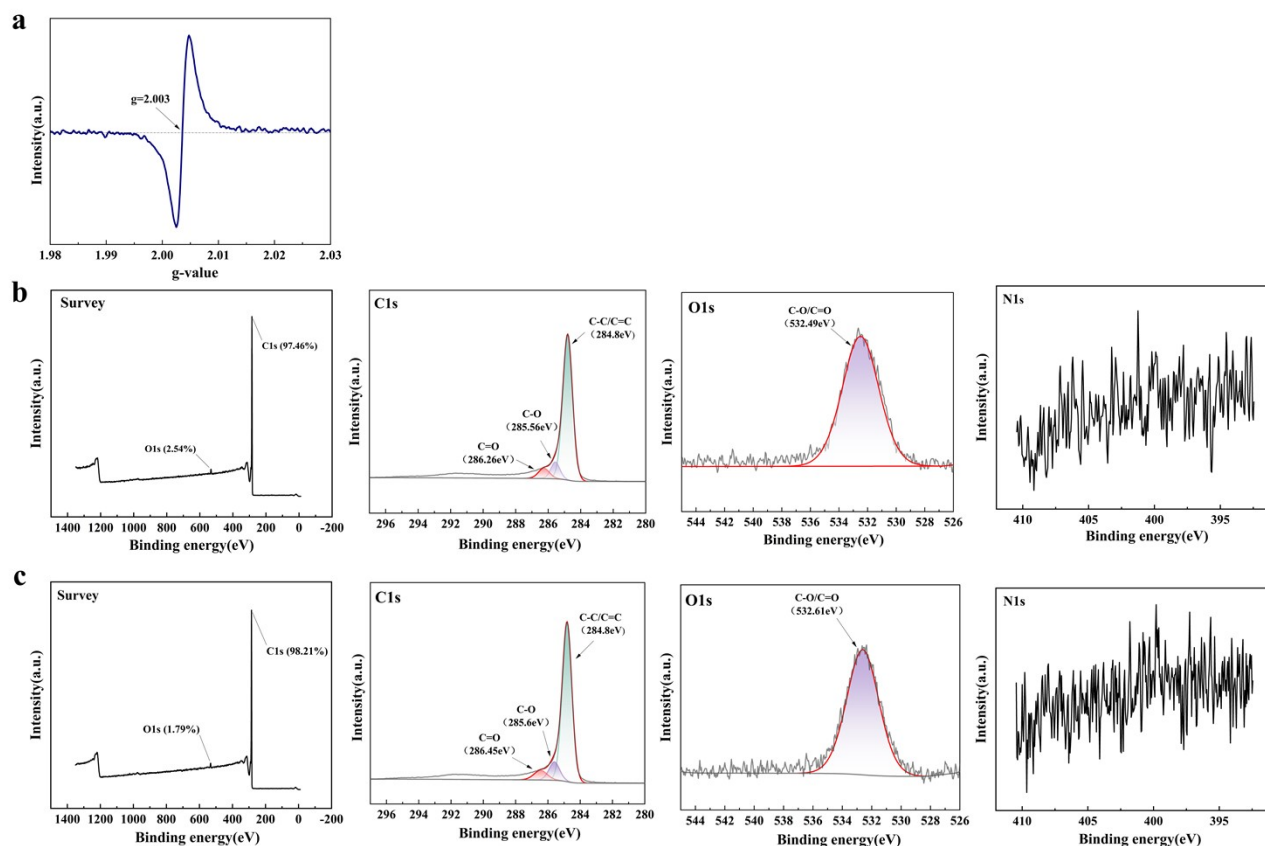 a
Intensity(a.u.)
g=2.003
1.98 1.99 2.00 2.01 2.02 2.03
g-value
b
Survey
Intensity(a.u.)
C1s (97.46%)
O1s (2.54%)
1400 1200 1000 800 600 400 200 0 -200
Binding energy(eV)
C1s
Intensity(a.u.)
C-C/C=C
(284.8eV)
C-O
(285.56eV)
C=O
(286.26eV)
296 294 292 290 288 286 284 282 280
Binding energy(eV)
O1s
Intensity(a.u.)
C-O/C=O
(532.49eV)
544 542 540 538 536 534 532 530 528 526
Binding energy(eV)
N1s
Intensity(a.u.)
410 405 400 395
Binding energy(eV)
c
Survey
Intensity(a.u.)
C1s (98.21%)
O1s (1.79%)
1400 1200 1000 800 600 400 200 0 -200
Binding energy(eV)
C1s
Intensity(a.u.)
C-C/C=C
(284.8eV)
C-O
(285.6eV)
C=O
(286.45eV)
296 294 292 290 288 286 284 282 280
Binding energy(eV)
O1s
Intensity(a.u.)
C-O/C=O
(532.61eV)
544 542 540 538 536 534 532 530 528 526
Binding energy(eV)
N1s
Intensity(a.u.)
410 405 400 395
Binding energy(eV)